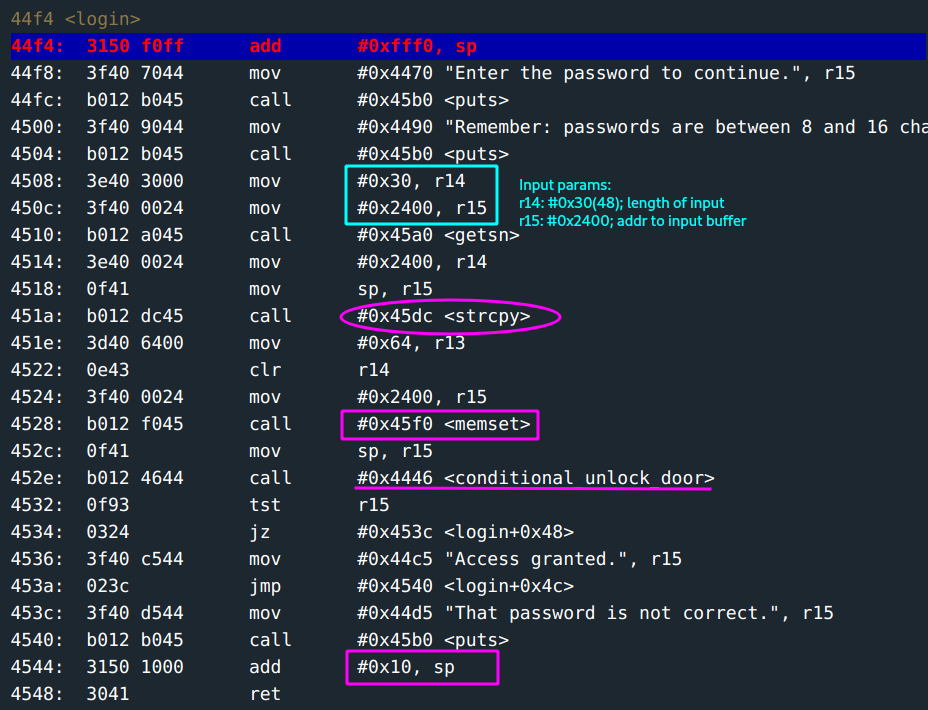 44f4 <login>
44f4: 3150 f0ff add #0xfff0, sp
44f8: 3f40 7044 mov #0x4470 "Enter the password to continue.", r15
44fc: b012 b045 call #0x45b0 <puts>
4500: 3f40 9044 mov #0x4490 "Remember: passwords are between 8 and 16 cha
4504: b012 b045 call #0x45b0 <puts>
4508: 3e40 3000 mov #0x30, r14
450c: 3f40 0024 mov #0x2400, r15
Input params:
r14: #0x30(48); length of input
r15: #0x2400; addr to input buffer
4510: b012 a045 call #0x45a0 <getsn>
4514: 3e40 0024 mov #0x2400, r14
4518: 0f41 mov sp, r15
451a: b012 dc45 call #0x45dc <strcpy>
451e: 3d40 6400 mov #0x64, r13
4522: 0e43 clr r14
4524: 3f40 0024 mov #0x2400, r15
4528: b012 f045 call #0x45f0 <memset>
452c: 0f41 mov sp, r15
452e: b012 4644 call #0x4446 <conditional_unlock_door>
4532: 0f93 tst r15
4534: 0324 jz #0x453c <login+0x48>
4536: 3f40 c544 mov #0x44c5 "Access granted.", r15
453a: 023c jmp #0x4540 <login+0x4c>
453c: 3f40 d544 mov #0x44d5 "That password is not correct.", r15
4540: b012 b045 call #0x45b0 <puts>
4544: 3150 1000 add #0x10, sp
4548: 3041 ret